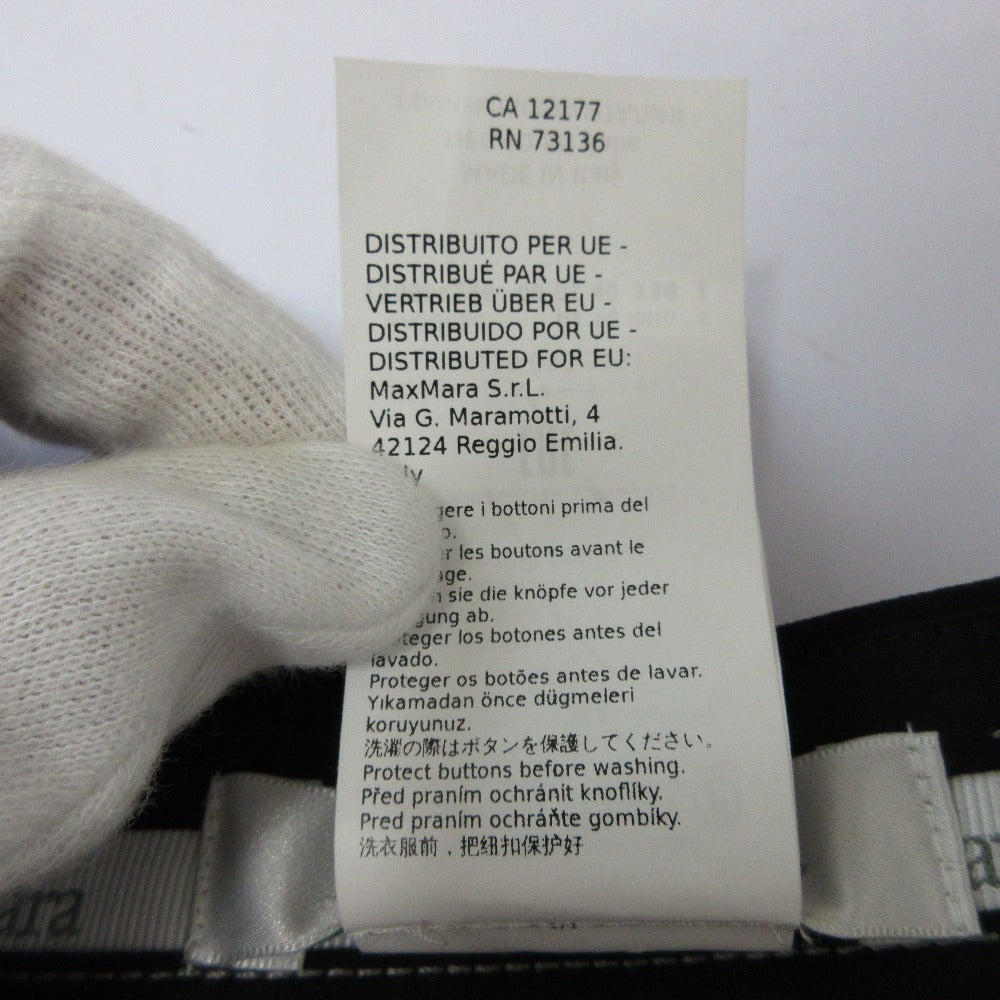 CA 12177
RN 73136
DISTRIBUITO PER UE -
DISTRIBUÉ PAR UE -
VERTRIEB ÜBER EU -
DISTRIBUIDO POR UE -
DISTRIBUTED FOR EU:
MaxMara S.r.L.
Via G. Maramotti, 4
42124 Reggio Emilia.
i bottoni prima del
les boutons avant le
sie die knöpfe vor jeder
ab.
los botones antes del
lavado.
Proteger os botões antes de lavar.
Yıkamadan önce düğmeleri
koruyunuz.
洗濯の際はボタンを保護してください。
Protect buttons before washing.
Před praním ochránit knoflíky.
Pred praním ochráňte gombíky.
洗衣服前，把纽扣保护好